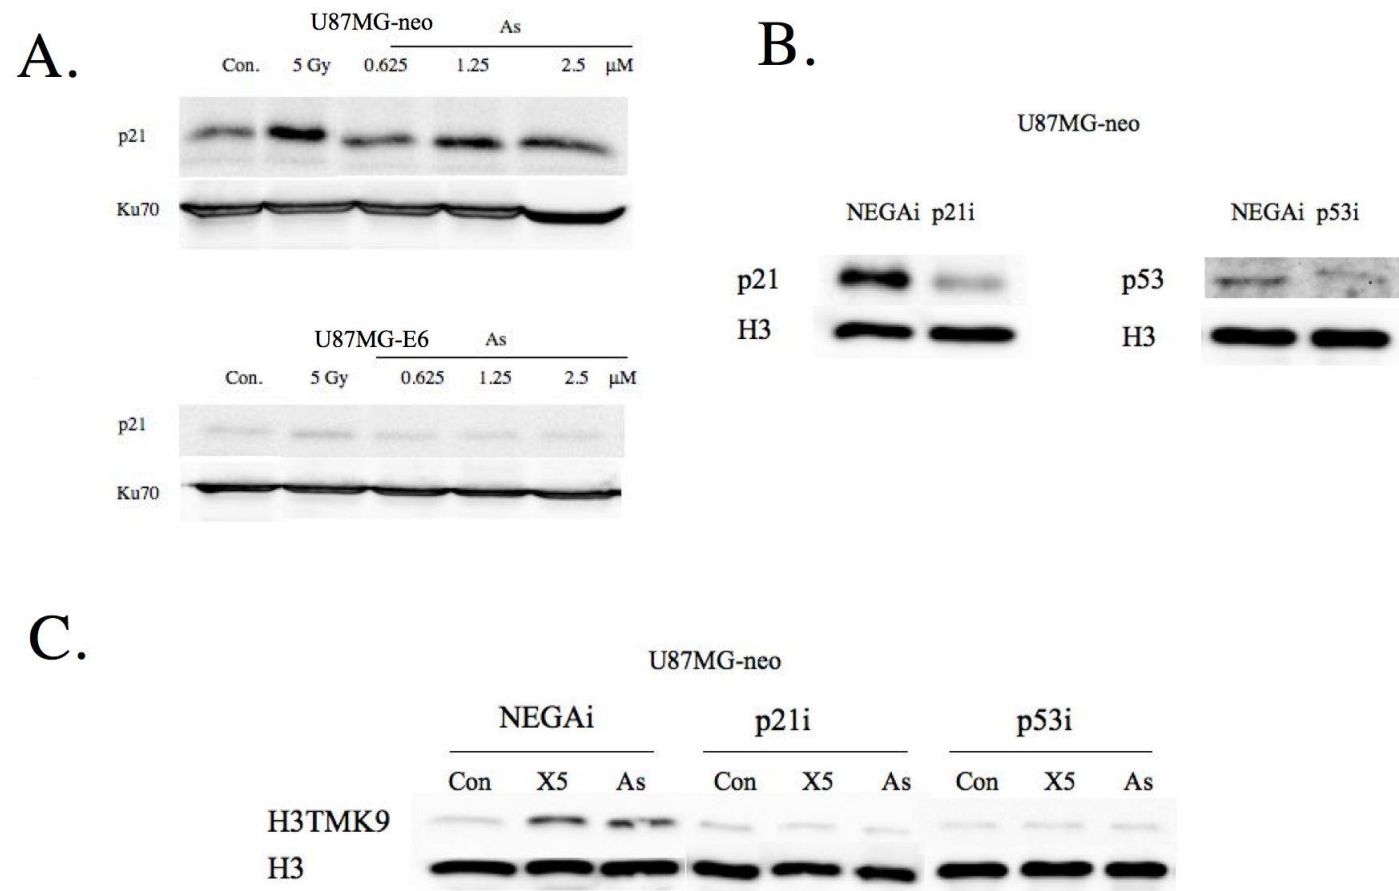 A.
U87MG-neo As
Con. 5 Gy 0.625 1.25 2.5 μM
p21
Ku70
U87MG-E6 As
Con. 5 Gy 0.625 1.25 2.5 μM
p21
Ku70
B.
U87MG-neo
NEGAi p21i
p21
H3
NEGAi p53i
p53
H3
C.
U87MG-neo
NEGAi p21i p53i
Con X5 As Con X5 As Con X5 As
H3TMK9
H3